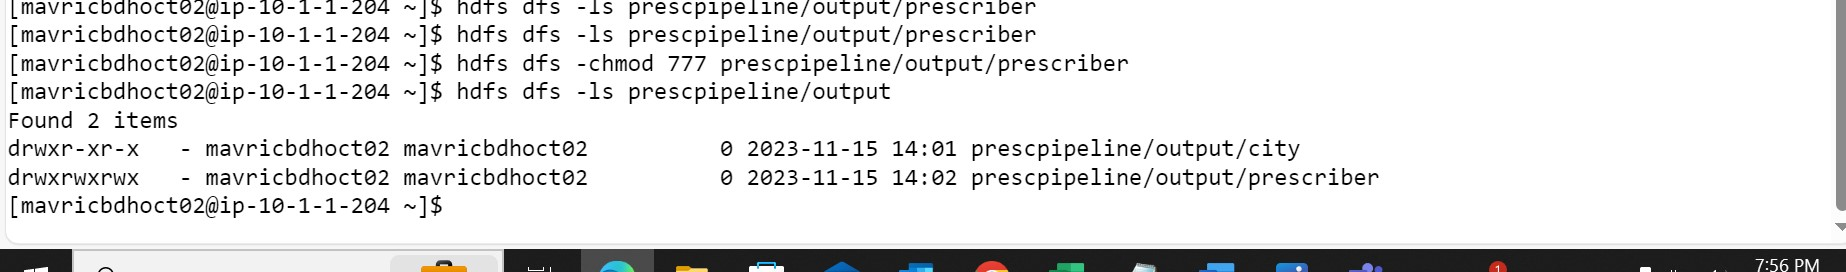 [mavricbdhoct02@ip-10-1-1-204 ~]$ hdfs dfs -ls prescpipeline/output/prescriber
[mavricbdhoct02@ip-10-1-1-204 ~]$ hdfs dfs -ls prescpipeline/output/prescriber
[mavricbdhoct02@ip-10-1-1-204 ~]$ hdfs dfs -chmod 777 prescpipeline/output/prescriber
[mavricbdhoct02@ip-10-1-1-204 ~]$ hdfs dfs -ls prescpipeline/output
Found 2 items
drwxr-xr-x   - mavricbdhoct02 mavricbdhoct02          0 2023-11-15 14:01 prescpipeline/output/city
drwxrwxrwx   - mavricbdhoct02 mavricbdhoct02          0 2023-11-15 14:02 prescpipeline/output/prescriber
[mavricbdhoct02@ip-10-1-1-204 ~]$
1
7:56 PM